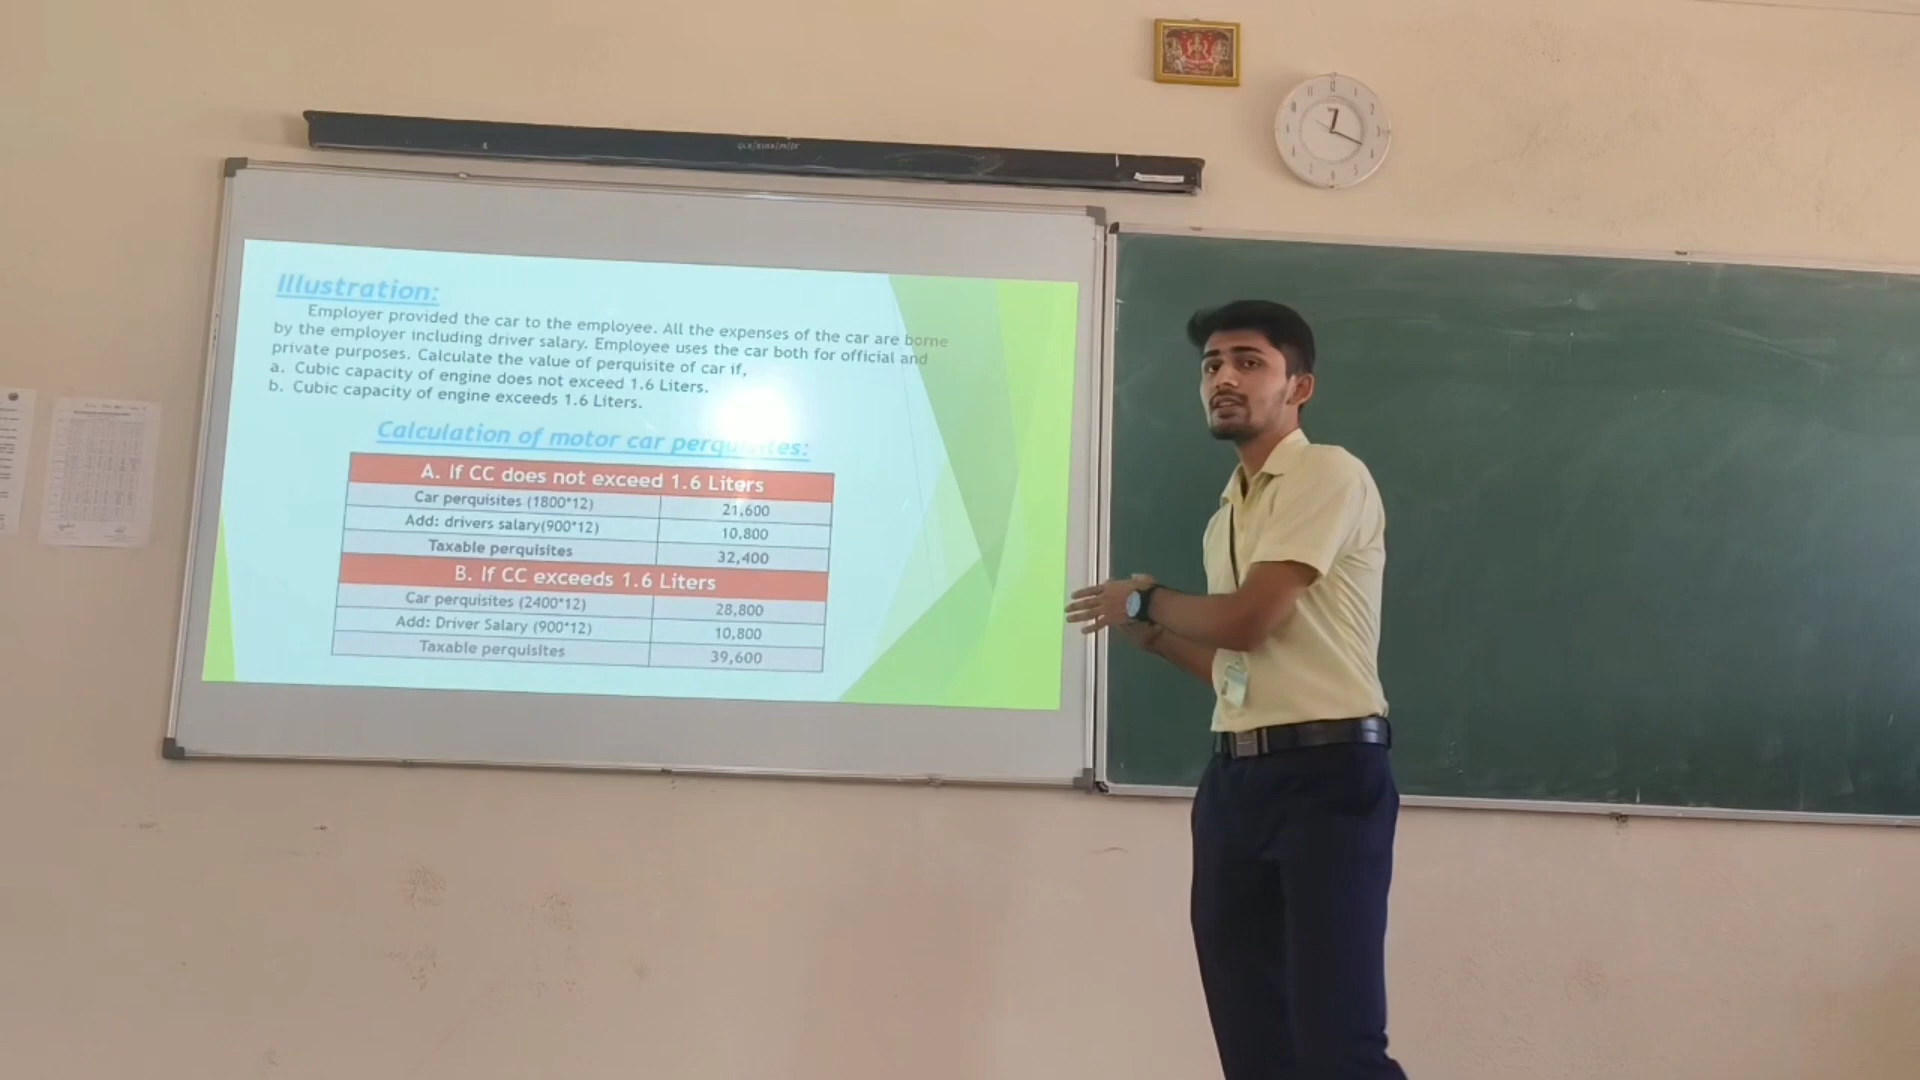 Illustration:
Employer provided the car to the employee. All the expenses of the car are borne
by the employer including driver salary. Employee uses the car both for official and
private purposes. Calculate the value of perquisite of car if,
a. Cubic capacity of engine does not exceed 1.6 Liters.
b. Cubic capacity of engine exceeds 1.6 Liters.
Calculation of motor car perquisites:
A. If CC does not exceed 1.6 Liters
Car perquisites (1800*12) 21,600
Add: drivers salary(900*12) 10,800
Taxable perquisites 32,400
B. If CC exceeds 1.6 Liters
Car perquisites (2400*12) 28,800
Add: Driver Salary (900*12) 10,800
Taxable perquisites 39,600